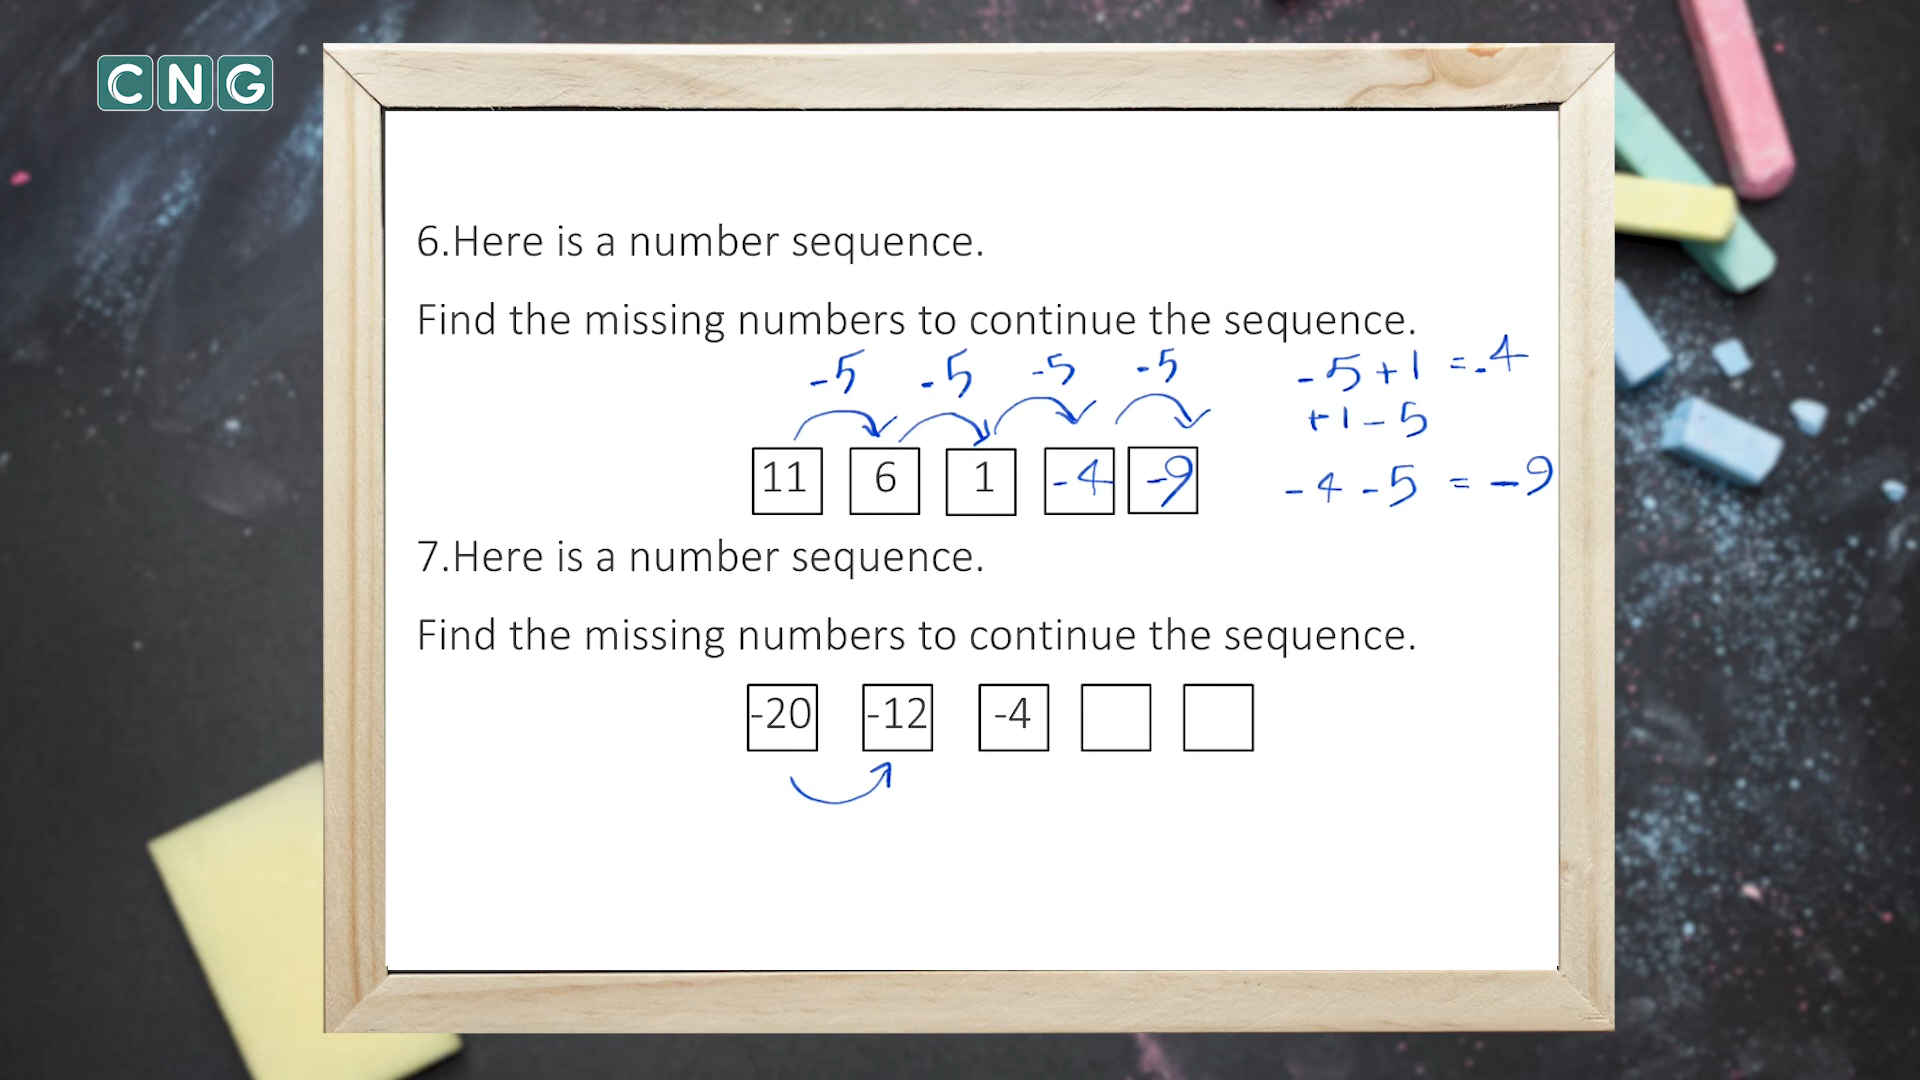 CNG
6.Here is a number sequence.
Find the missing numbers to continue the sequence.
-5 -5 -5 -5
-5+1 =-4
+1-5
11 6 1 -4 -9
-4-5 = -9
7.Here is a number sequence.
Find the missing numbers to continue the sequence.
-20 -12 -4